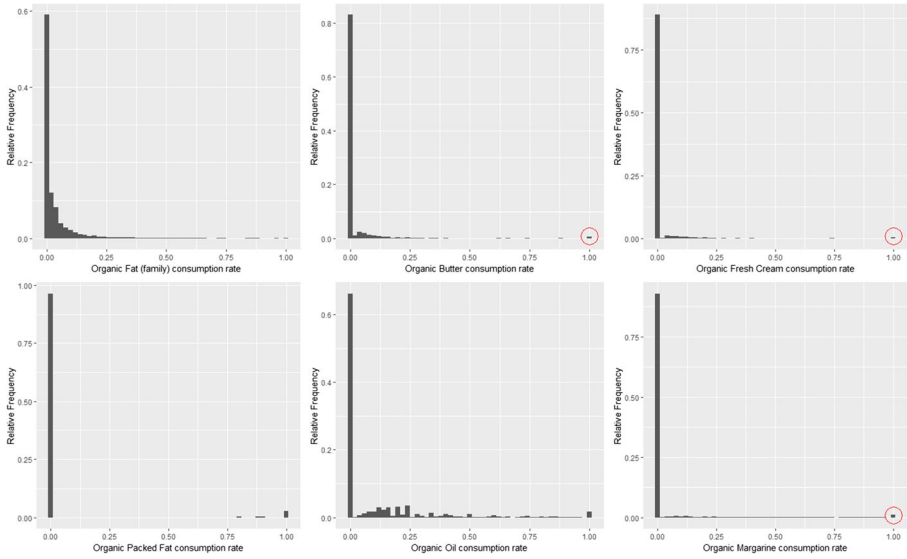 0.6
0.4
0.2
0.0
Relative Frequency
0.00 0.25 0.50 0.75 1.00
Organic Fat (family) consumption rate
0.8
0.6
0.4
0.2
0.0
Relative Frequency
0.00 0.25 0.50 0.75 1.00
Organic Butter consumption rate
0.75
0.50
0.25
0.00
Relative Frequency
0.00 0.25 0.50 0.75 1.00
Organic Fresh Cream consumption rate
1.00
0.75
0.50
0.25
0.00
Relative Frequency
0.00 0.25 0.50 0.75 1.00
Organic Packed Fat consumption rate
0.6
0.4
0.2
0.0
Relative Frequency
0.00 0.25 0.50 0.75 1.00
Organic Oil consumption rate
0.75
0.50
0.25
0.00
Relative Frequency
0.00 0.25 0.50 0.75 1.00
Organic Margarine consumption rate